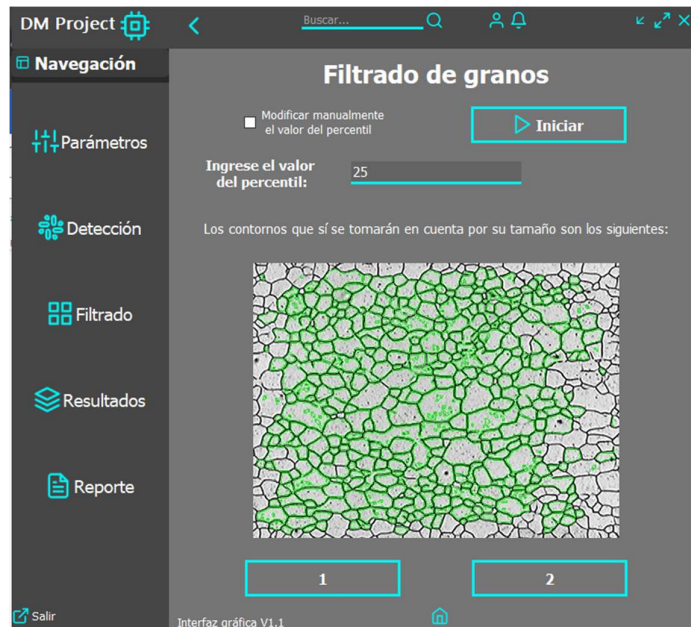 DM Project
Buscar...
Navegación
Filtrado de granos
Modificar manualmente
el valor del percentil
Iniciar
Parámetros
Ingrese el valor
del percentil:
25
Detección
Los contornos que sí se tomarán en cuenta por su tamaño son los siguientes:
Filtrado
Resultados
Reporte
1
2
Salir
Interfaz gráfica V1.1